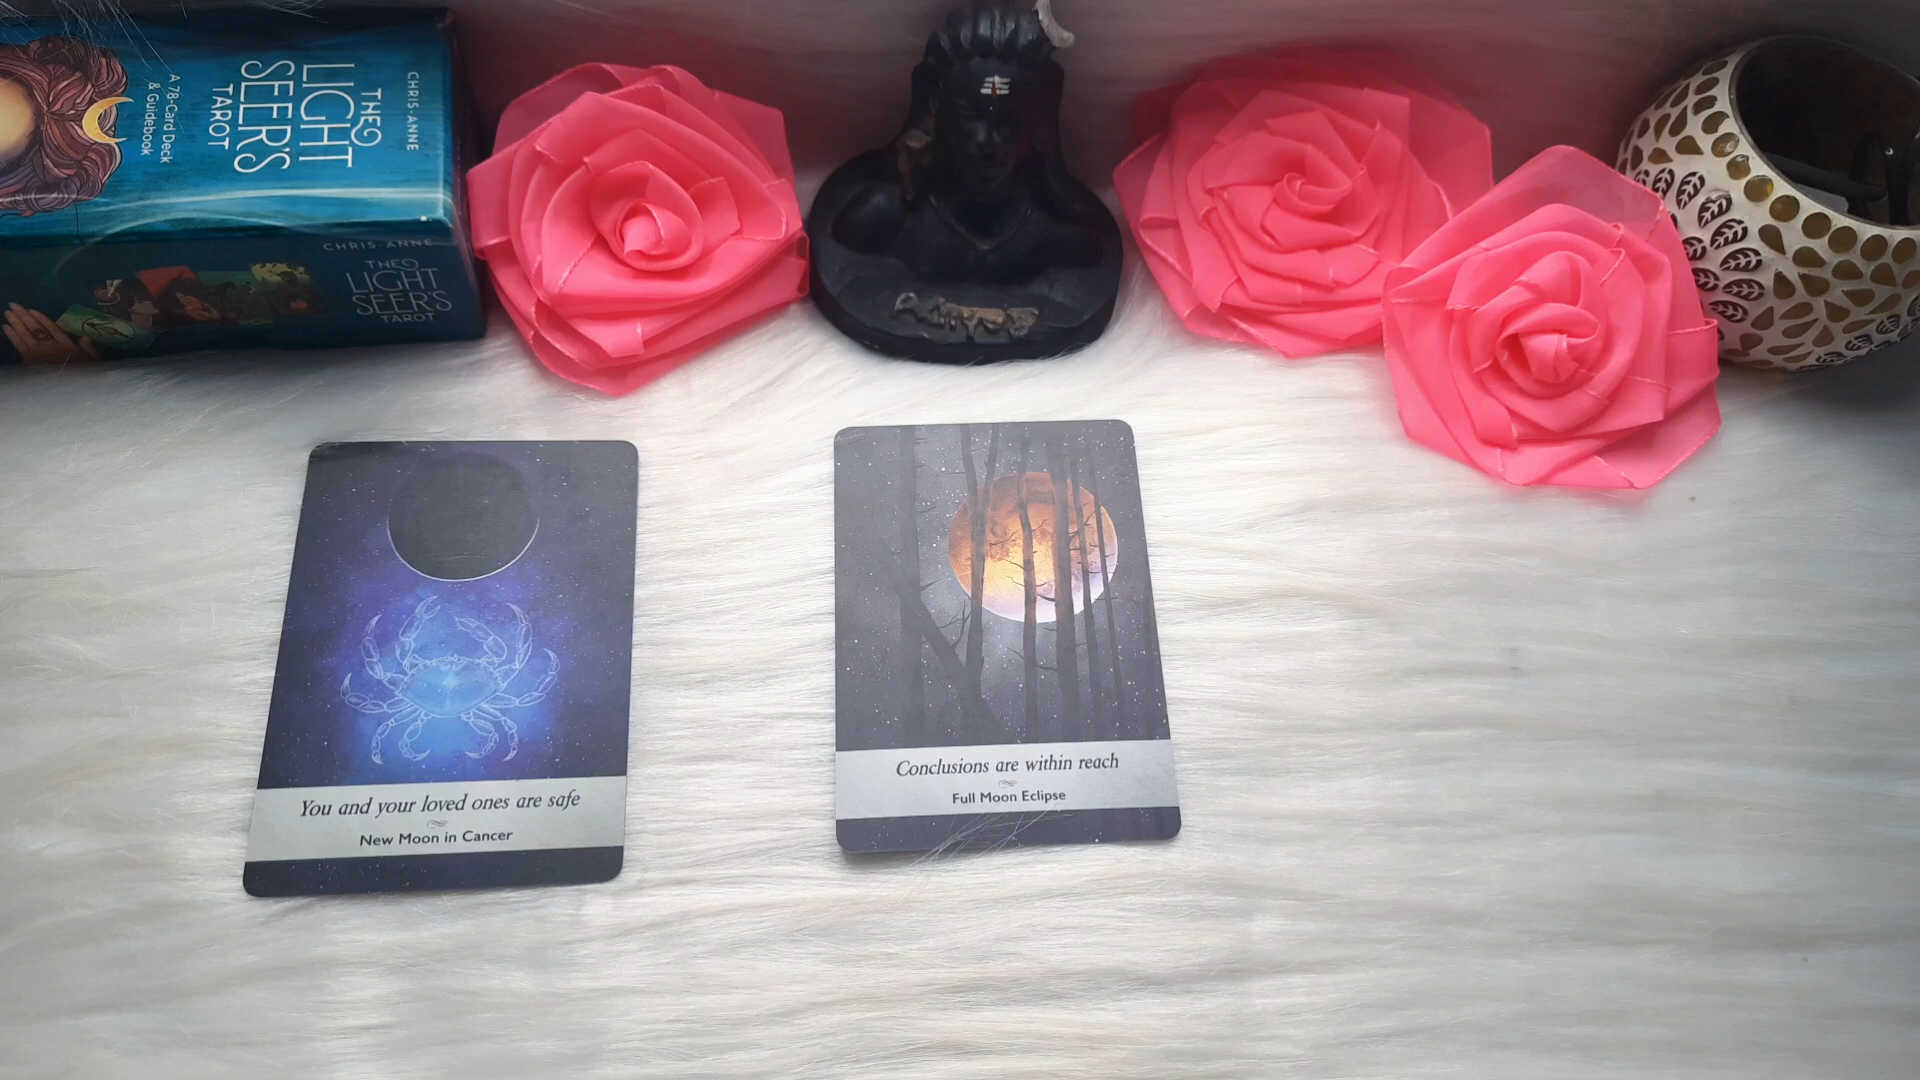 CHRIS-ANNE
THE
LIGHT
SEER'S
TAROT
A 78-Card Deck
& Guidebook
CHRIS-ANNE
THE
LIGHT
SEER'S
TAROT
You and your loved ones are safe
New Moon in Cancer
Conclusions are within reach
Full Moon Eclipse